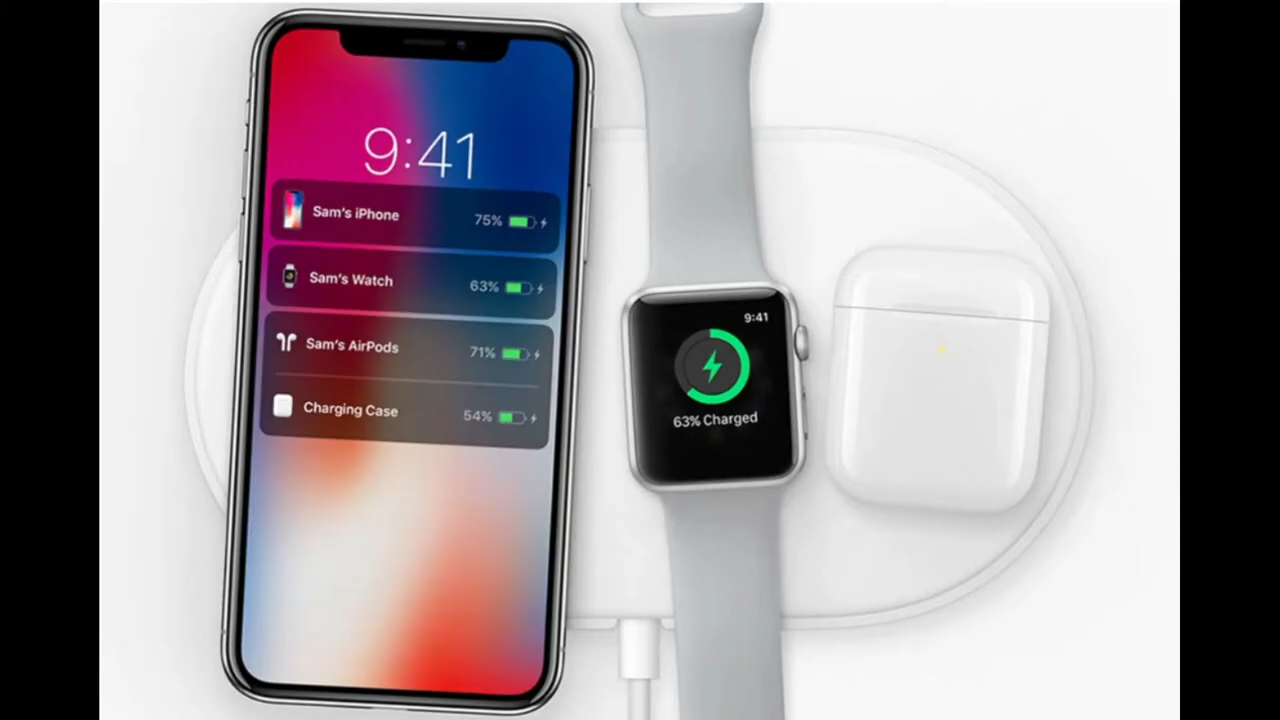 9:41
Sam's iPhone 75%
Sam's Watch 63%
Sam's AirPods 71%
Charging Case 54%
9:41
63% Charged